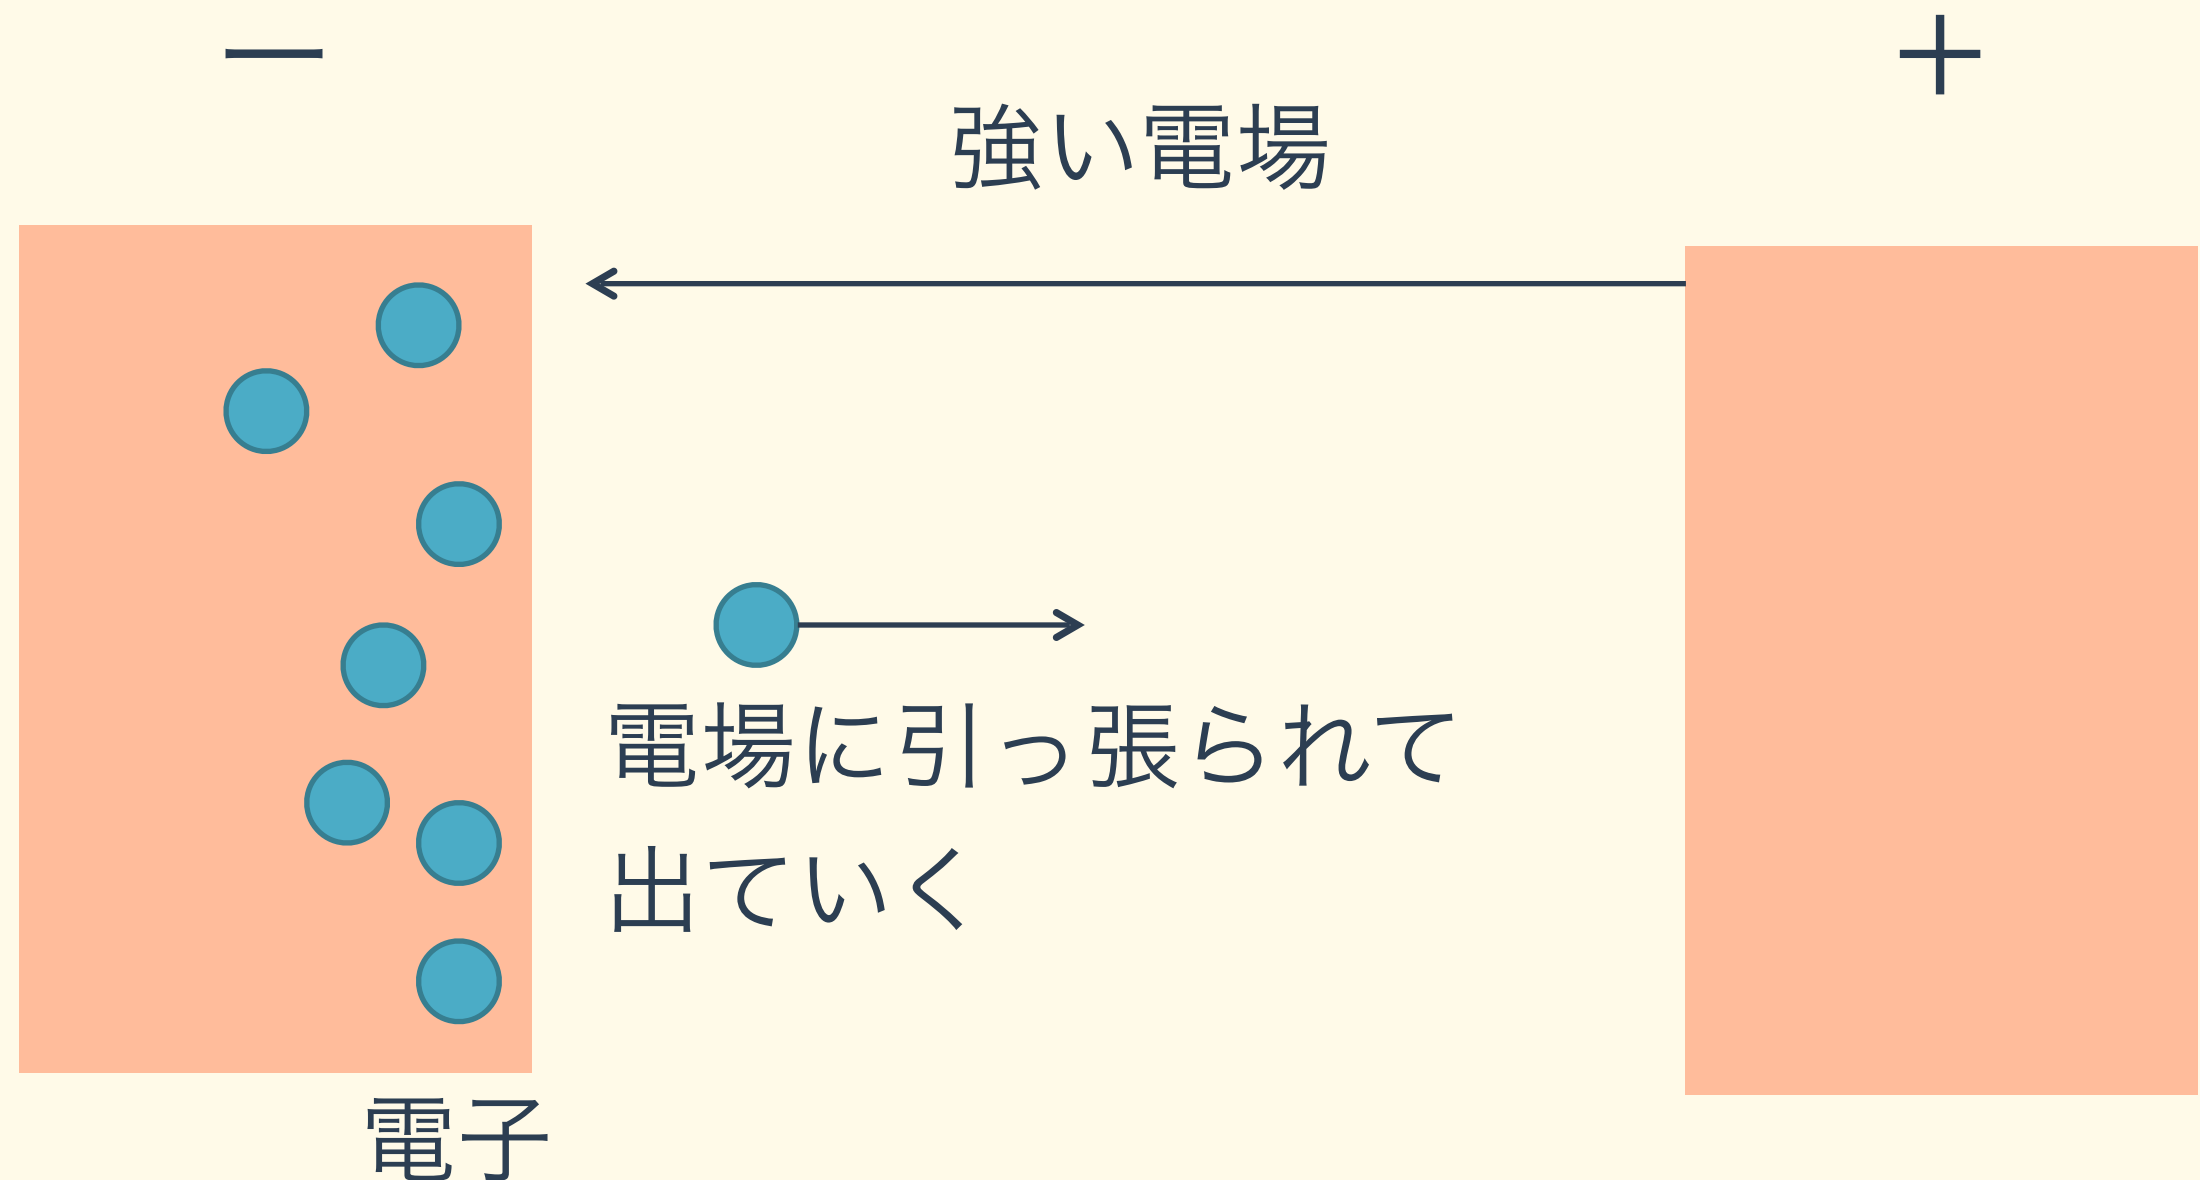 －
＋
強い電場
電場に引っ張られて
出ていく
電子